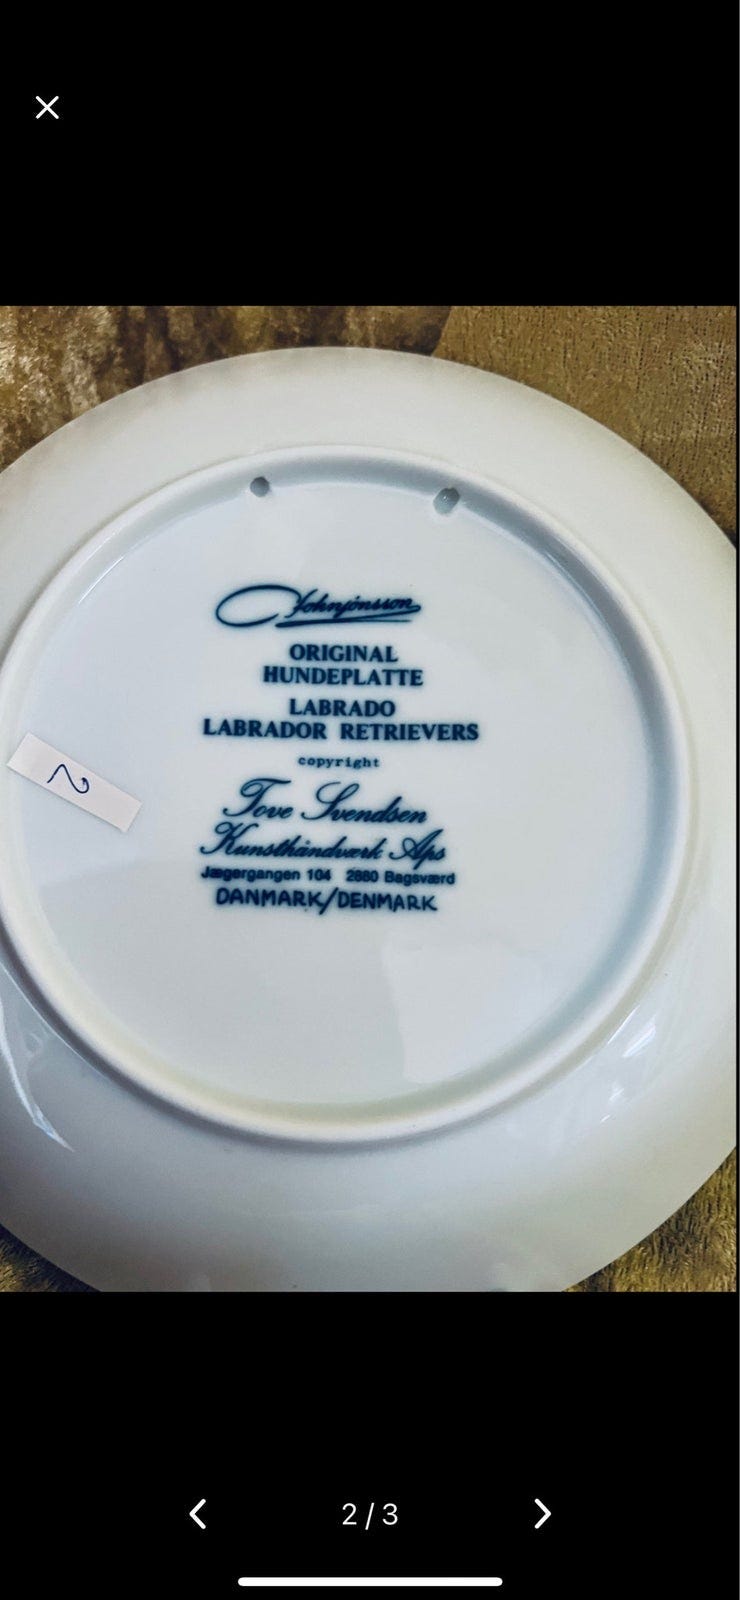 Johnjónsson
ORIGINAL
HUNDEPLATTE
LABRADO
LABRADOR RETRIEVERS
copyright
Tove Svendsen
Kunsthåndværk Aps
Jægergangen 104 2880 Bagsværd
DANMARK/DENMARK
2
2 / 3